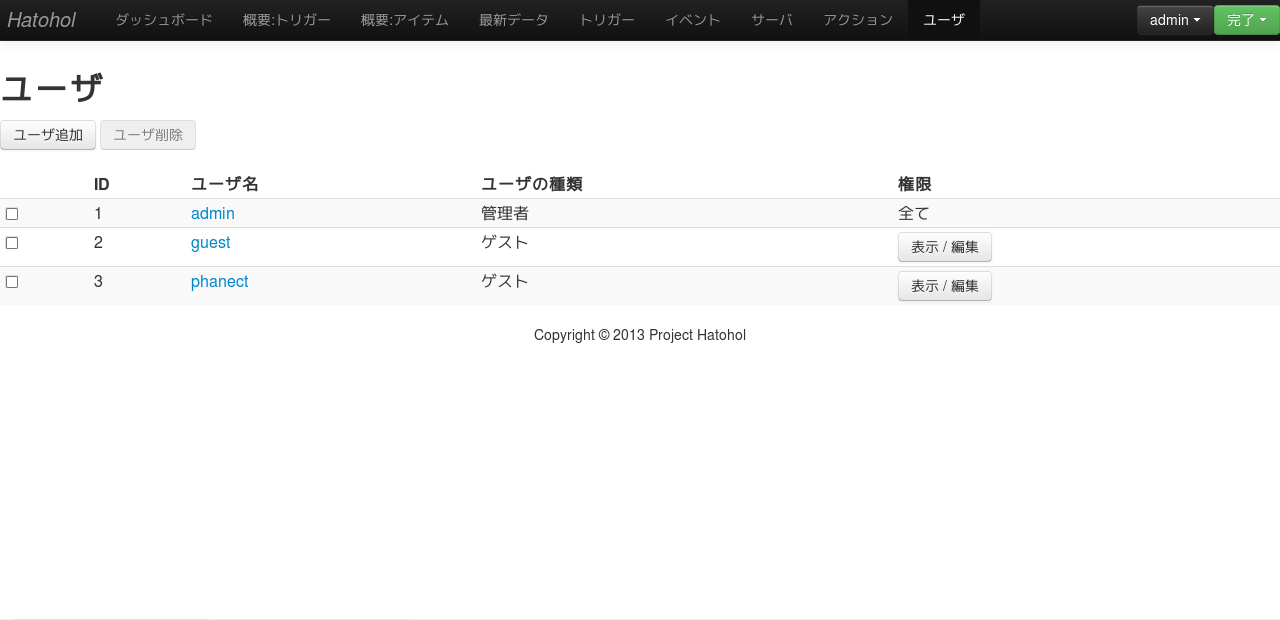 Hatohol ダッシュボード 概要:トリガー 概要:アイテム 最新データ トリガー イベント サーバ アクション ユーザ admin 完了
ユーザ
ユーザ追加 ユーザ削除
ID ユーザ名 ユーザの種類 権限
1 admin 管理者 全て
2 guest ゲスト 表示 / 編集
3 phanect ゲスト 表示 / 編集
Copyright © 2013 Project Hatohol